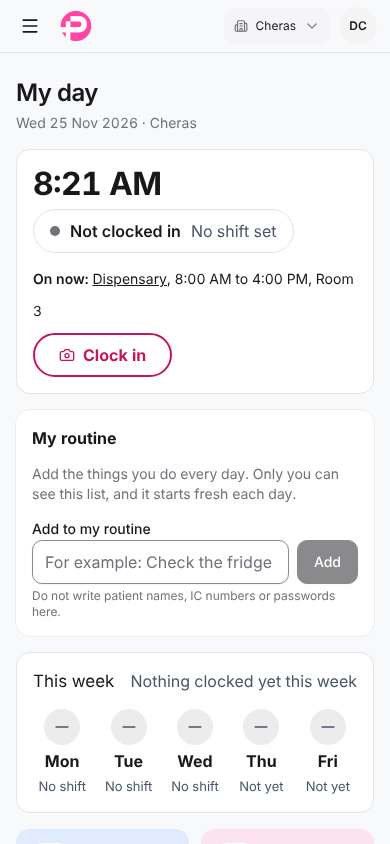 Cheras
DC
My day
Wed 25 Nov 2026 · Cheras
8:21 AM
Not clocked in No shift set
On now: Dispensary, 8:00 AM to 4:00 PM, Room
3
Clock in
My routine
Add the things you do every day. Only you can
see this list, and it starts fresh each day.
Add to my routine
For example: Check the fridge
Add
Do not write patient names, IC numbers or passwords
here.
This week Nothing clocked yet this week
Mon Tue Wed Thu Fri
No shift No shift No shift Not yet Not yet